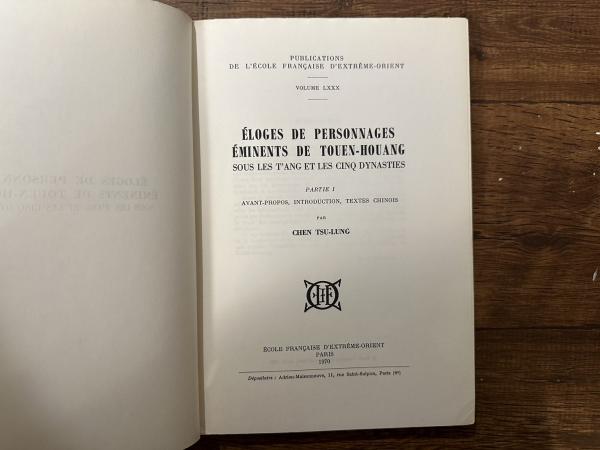 PUBLICATIONS
DE L'ÉCOLE FRANÇAISE D'EXTRÊME-ORIENT
VOLUME LXXX
ÉLOGES DE PERSONNAGES
ÉMINENTS DE TOUEN-HOUANG
SOUS LES T'ANG ET LES CINQ DYNASTIES
PARTIE I
AVANT-PROPOS, INTRODUCTION, TEXTES CHINOIS
PAR
CHEN TSU-LUNG
ÉCOLE FRANÇAISE D'EXTRÊME-ORIENT
PARIS
1970
Dépositaire : Adrien-Maisonneuve, 11, rue Saint-Sulpice, Paris (6e)